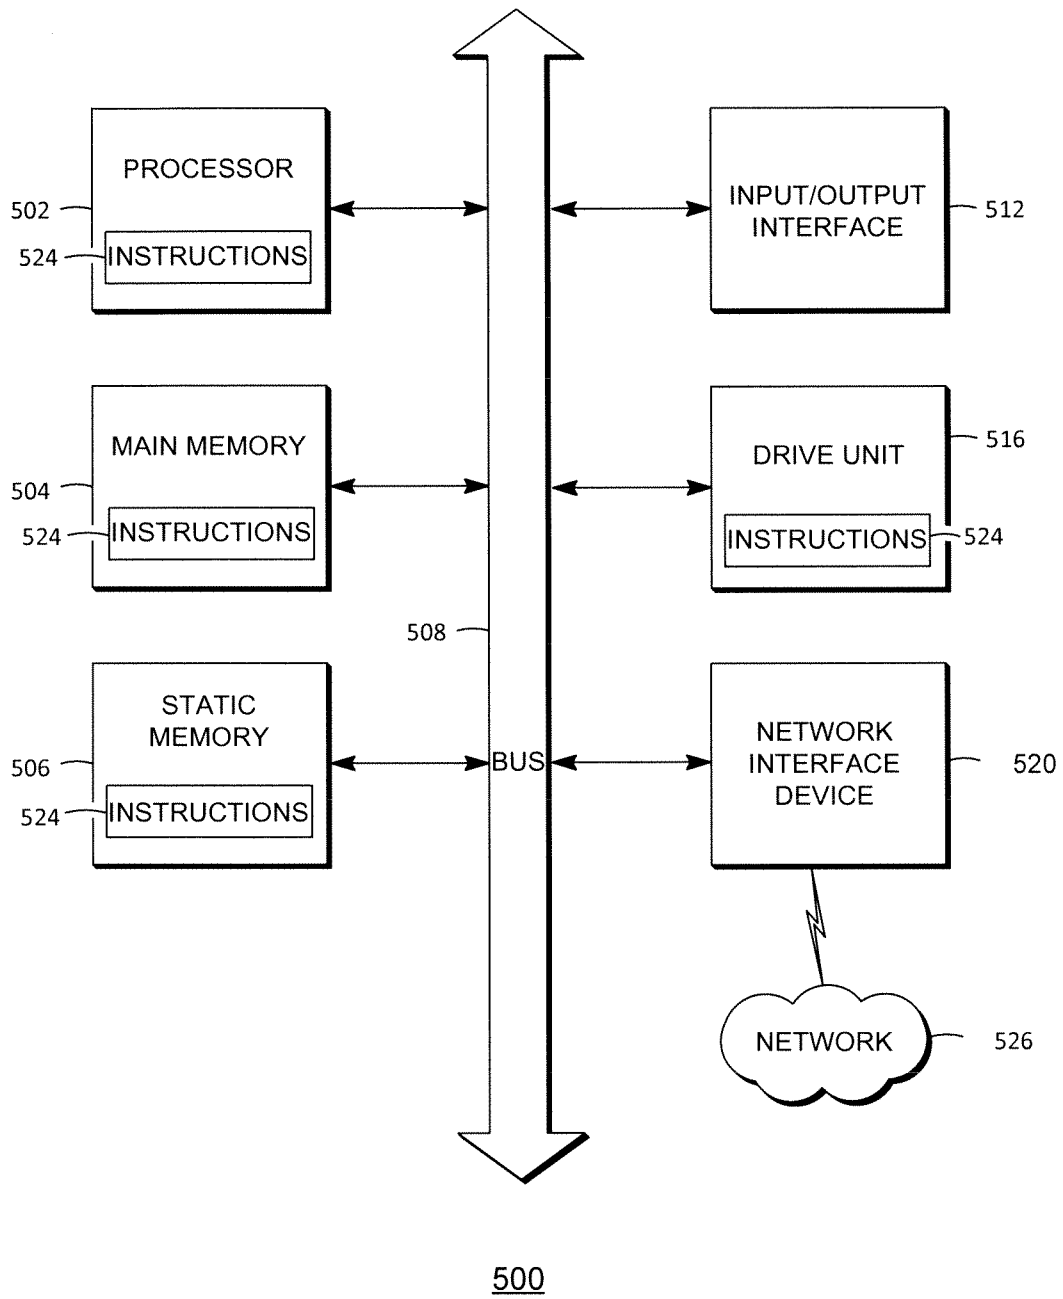 PROCESSOR
502
524
INSTRUCTIONS
INPUT/OUTPUT
INTERFACE
512
MAIN MEMORY
504
524
INSTRUCTIONS
DRIVE UNIT
516
INSTRUCTIONS
524
508
STATIC
MEMORY
506
524
INSTRUCTIONS
BUS
NETWORK
INTERFACE
DEVICE
520
NETWORK
526
500